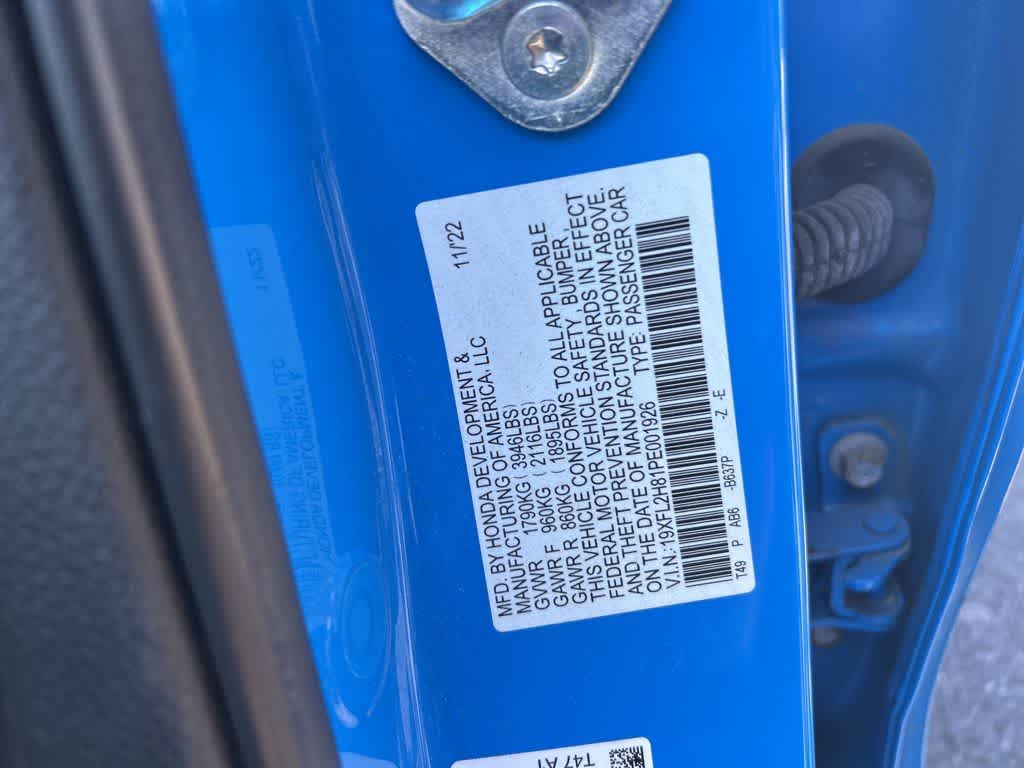 MFD. BY HONDA DEVELOPMENT &
MANUFACTURING OF AMERICA, LLC 11/22
GVWR 1790KG ( 3946LBS)
GAWR F 960KG ( 2116LBS)
GAWR R 860KG ( 1895LBS)
THIS VEHICLE CONFORMS TO ALL APPLICABLE
FEDERAL MOTOR VEHICLE SAFETY, BUMPER,
AND THEFT PREVENTION STANDARDS IN EFFECT
ON THE DATE OF MANUFACTURE SHOWN ABOVE.
V.I.N.: 19XFL2H81PE001926 TYPE: PASSENGER CAR
T49 P AB6 -B637P -Z -E
T47 A1